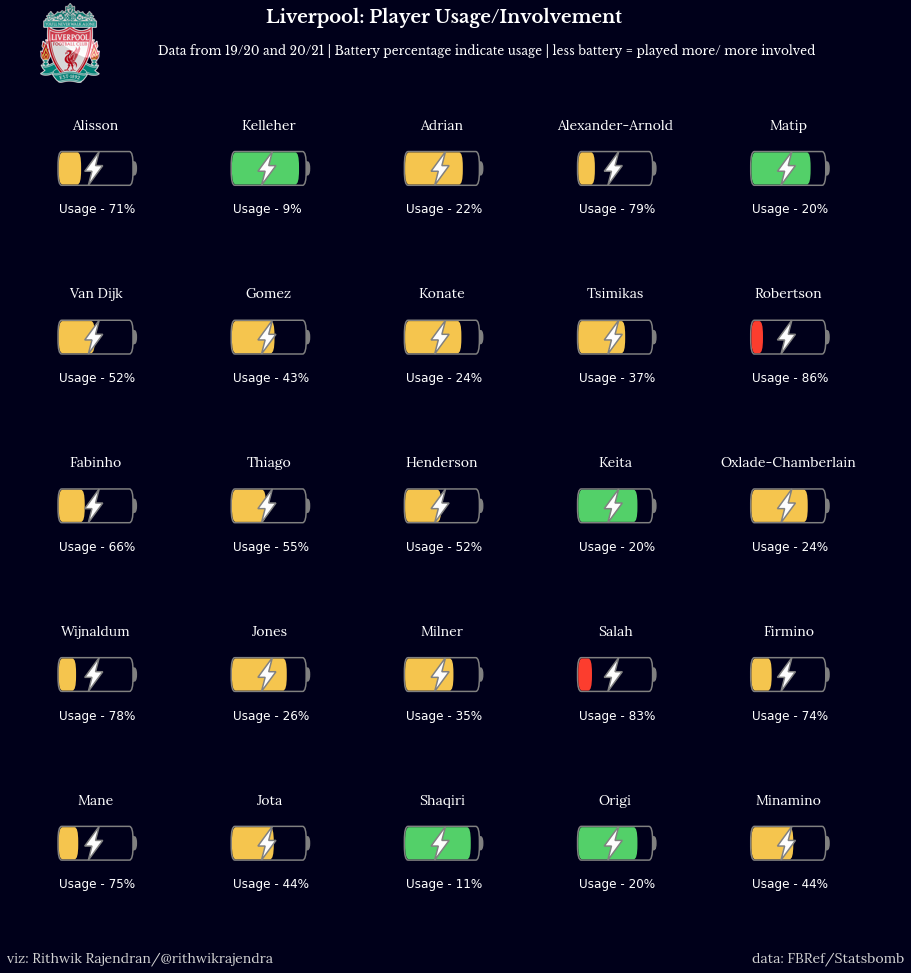 Liverpool: Player Usage/Involvement
Data from 19/20 and 20/21 | Battery percentage indicate usage | less battery = played more/ more involved
LIVERPOOL
FOOTBALL CLUB
EST·1892
Alisson Kelleher Adrian Alexander-Arnold Matip
Usage - 71% Usage - 9% Usage - 22% Usage - 79% Usage - 20%
Van Dijk Gomez Konate Tsimikas Robertson
Usage - 52% Usage - 43% Usage - 24% Usage - 37% Usage - 86%
Fabinho Thiago Henderson Keita Oxlade-Chamberlain
Usage - 66% Usage - 55% Usage - 52% Usage - 20% Usage - 24%
Wijnaldum Jones Milner Salah Firmino
Usage - 78% Usage - 26% Usage - 35% Usage - 83% Usage - 74%
Mane Jota Shaqiri Origi Minamino
Usage - 75% Usage - 44% Usage - 11% Usage - 20% Usage - 44%
viz: Rithwik Rajendran/@rithwikrajendra data: FBRef/Statsbomb